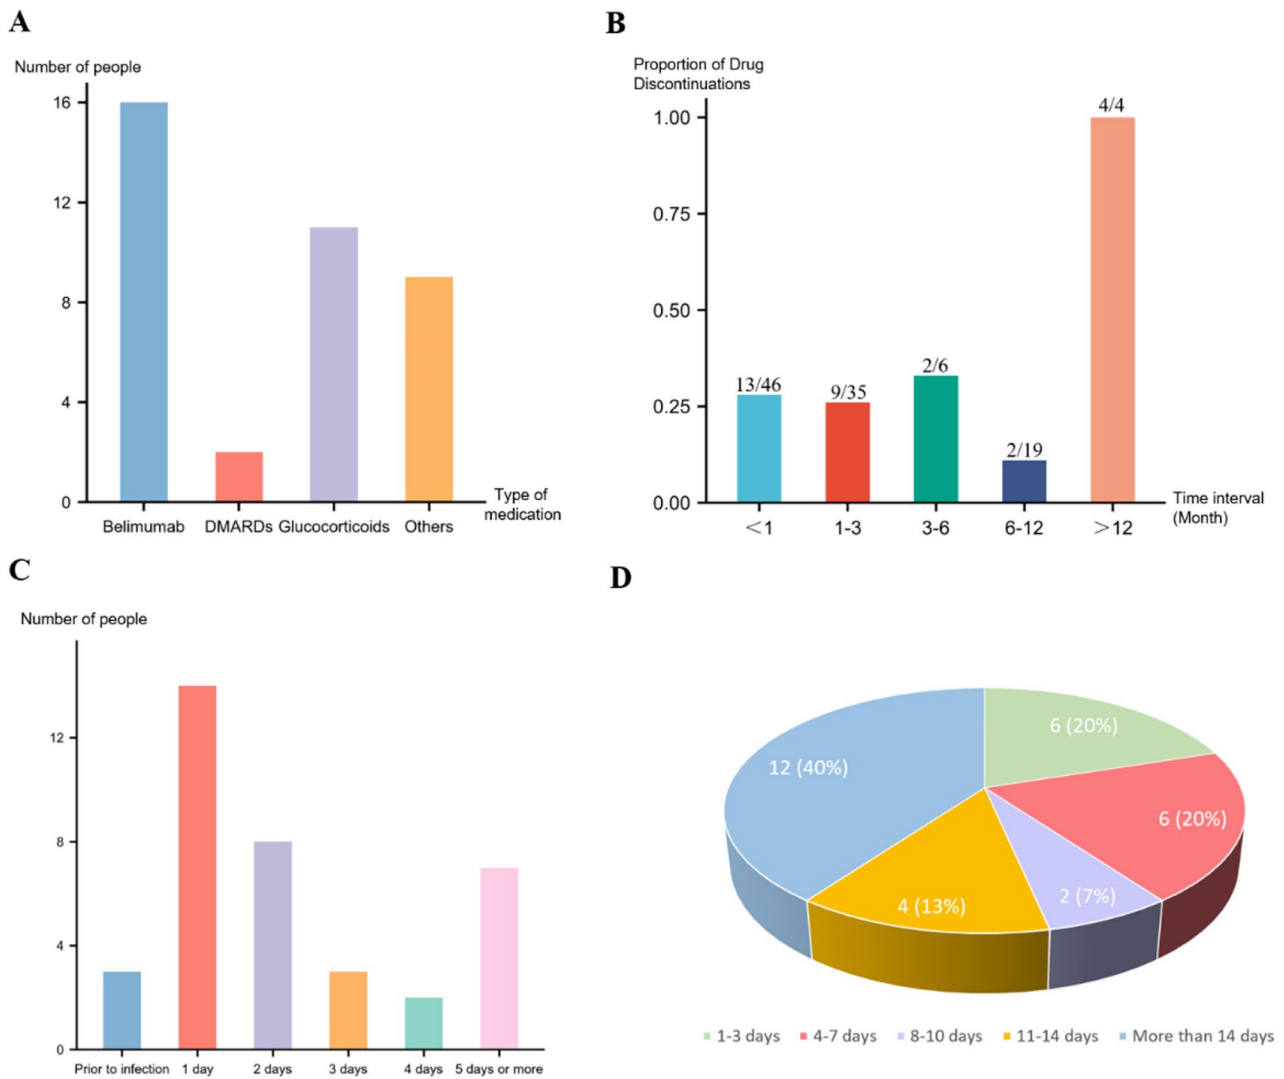 A
Number of people
16
12
8
4
0
Belimumab DMARDs Glucocorticoids Others
Type of
medication
B
Proportion of Drug
Discontinuations
1.00
0.75
0.50
0.25
0.00
13/46
9/35
2/6
2/19
4/4
<1 1-3 3-6 6-12 >12
Time interval
(Month)
C
Number of people
12
8
4
0
Prior to infection 1 day 2 days 3 days 4 days 5 days or more
D
6 (20%)
12 (40%)
6 (20%)
2 (7%)
4 (13%)
1-3 days 4-7 days 8-10 days 11-14 days More than 14 days